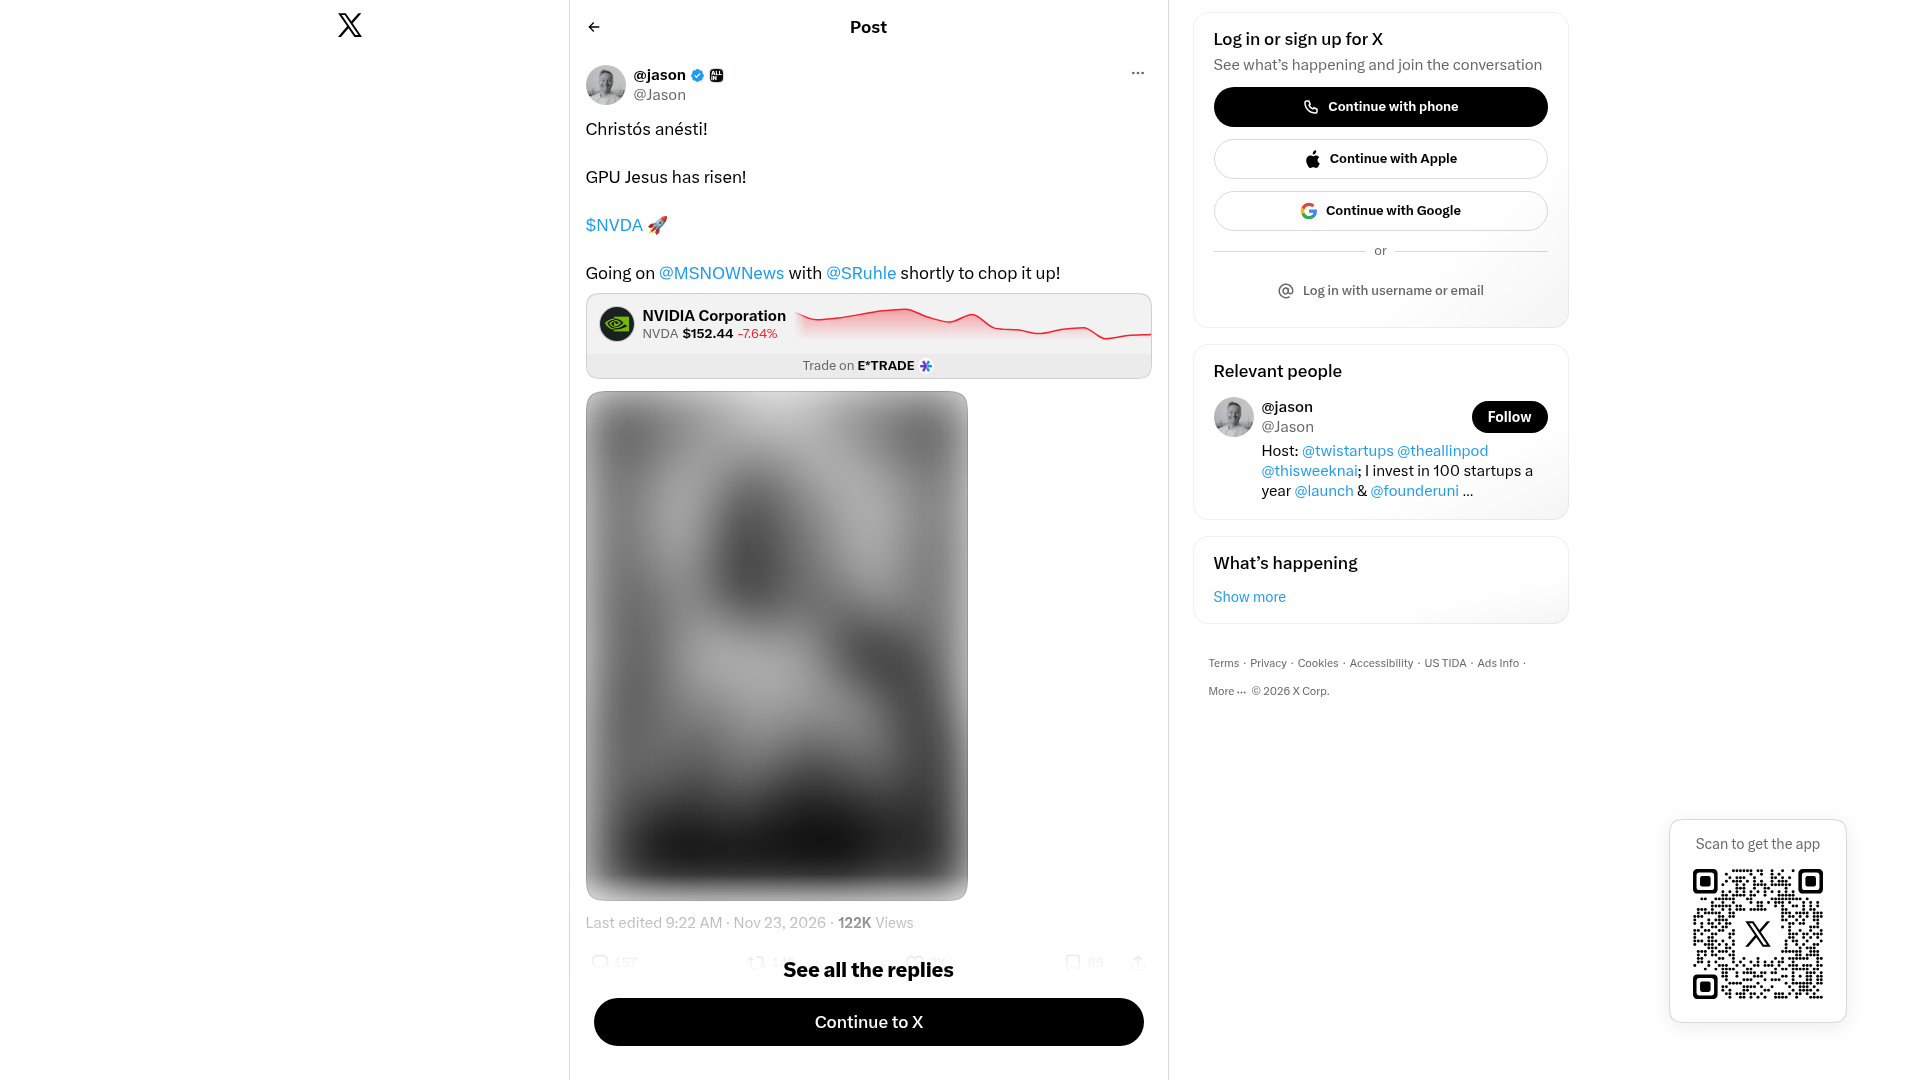 Post
@jason
ALL IN
@Jason
Christós anésti!
GPU Jesus has risen!
$NVDA 🚀
Going on @MSNOWNews with @SRuhle shortly to chop it up!
NVIDIA Corporation
NVDA $152.44 -7.64%
Trade on E*TRADE
Last edited 9:22 AM · Nov 23, 2026 · 122K Views
157
89
See all the replies
Continue to X
Log in or sign up for X
See what’s happening and join the conversation
Continue with phone
Continue with Apple
Continue with Google
or
Log in with username or email
Relevant people
@jason
@Jason
Follow
Host: @twistartups @theallinpod
@thisweeknai; I invest in 100 startups a
year @launch & @founderuni ...
What’s happening
Show more
Terms · Privacy · Cookies · Accessibility · US TIDA · Ads Info ·
More ··· © 2026 X Corp.
Scan to get the app